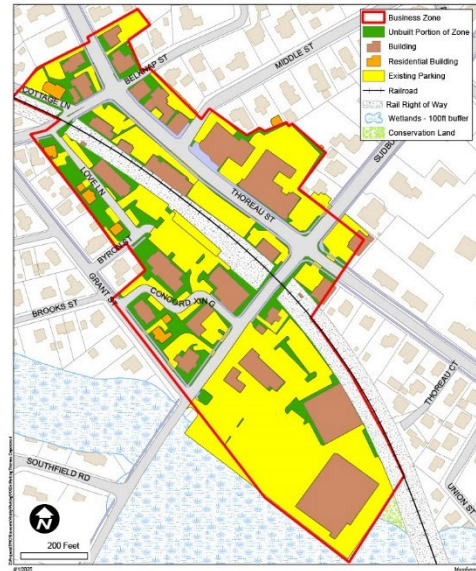 Business Zone
Unbuilt Portion of Zone
Building
Residential Building
Existing Parking
Railroad
Rail Right of Way
Wetlands - 100ft buffer
Conservation Land
BELKNAP ST
MIDDLE ST
COTTAGE LN
SUDBU
LOVE LN
THOREAU ST
BYRON ST
GRANT S
BROOKS ST
CONCORD XING
THOREAU CT
SOUTHFIELD RD
UNION ST
N
200 Feet